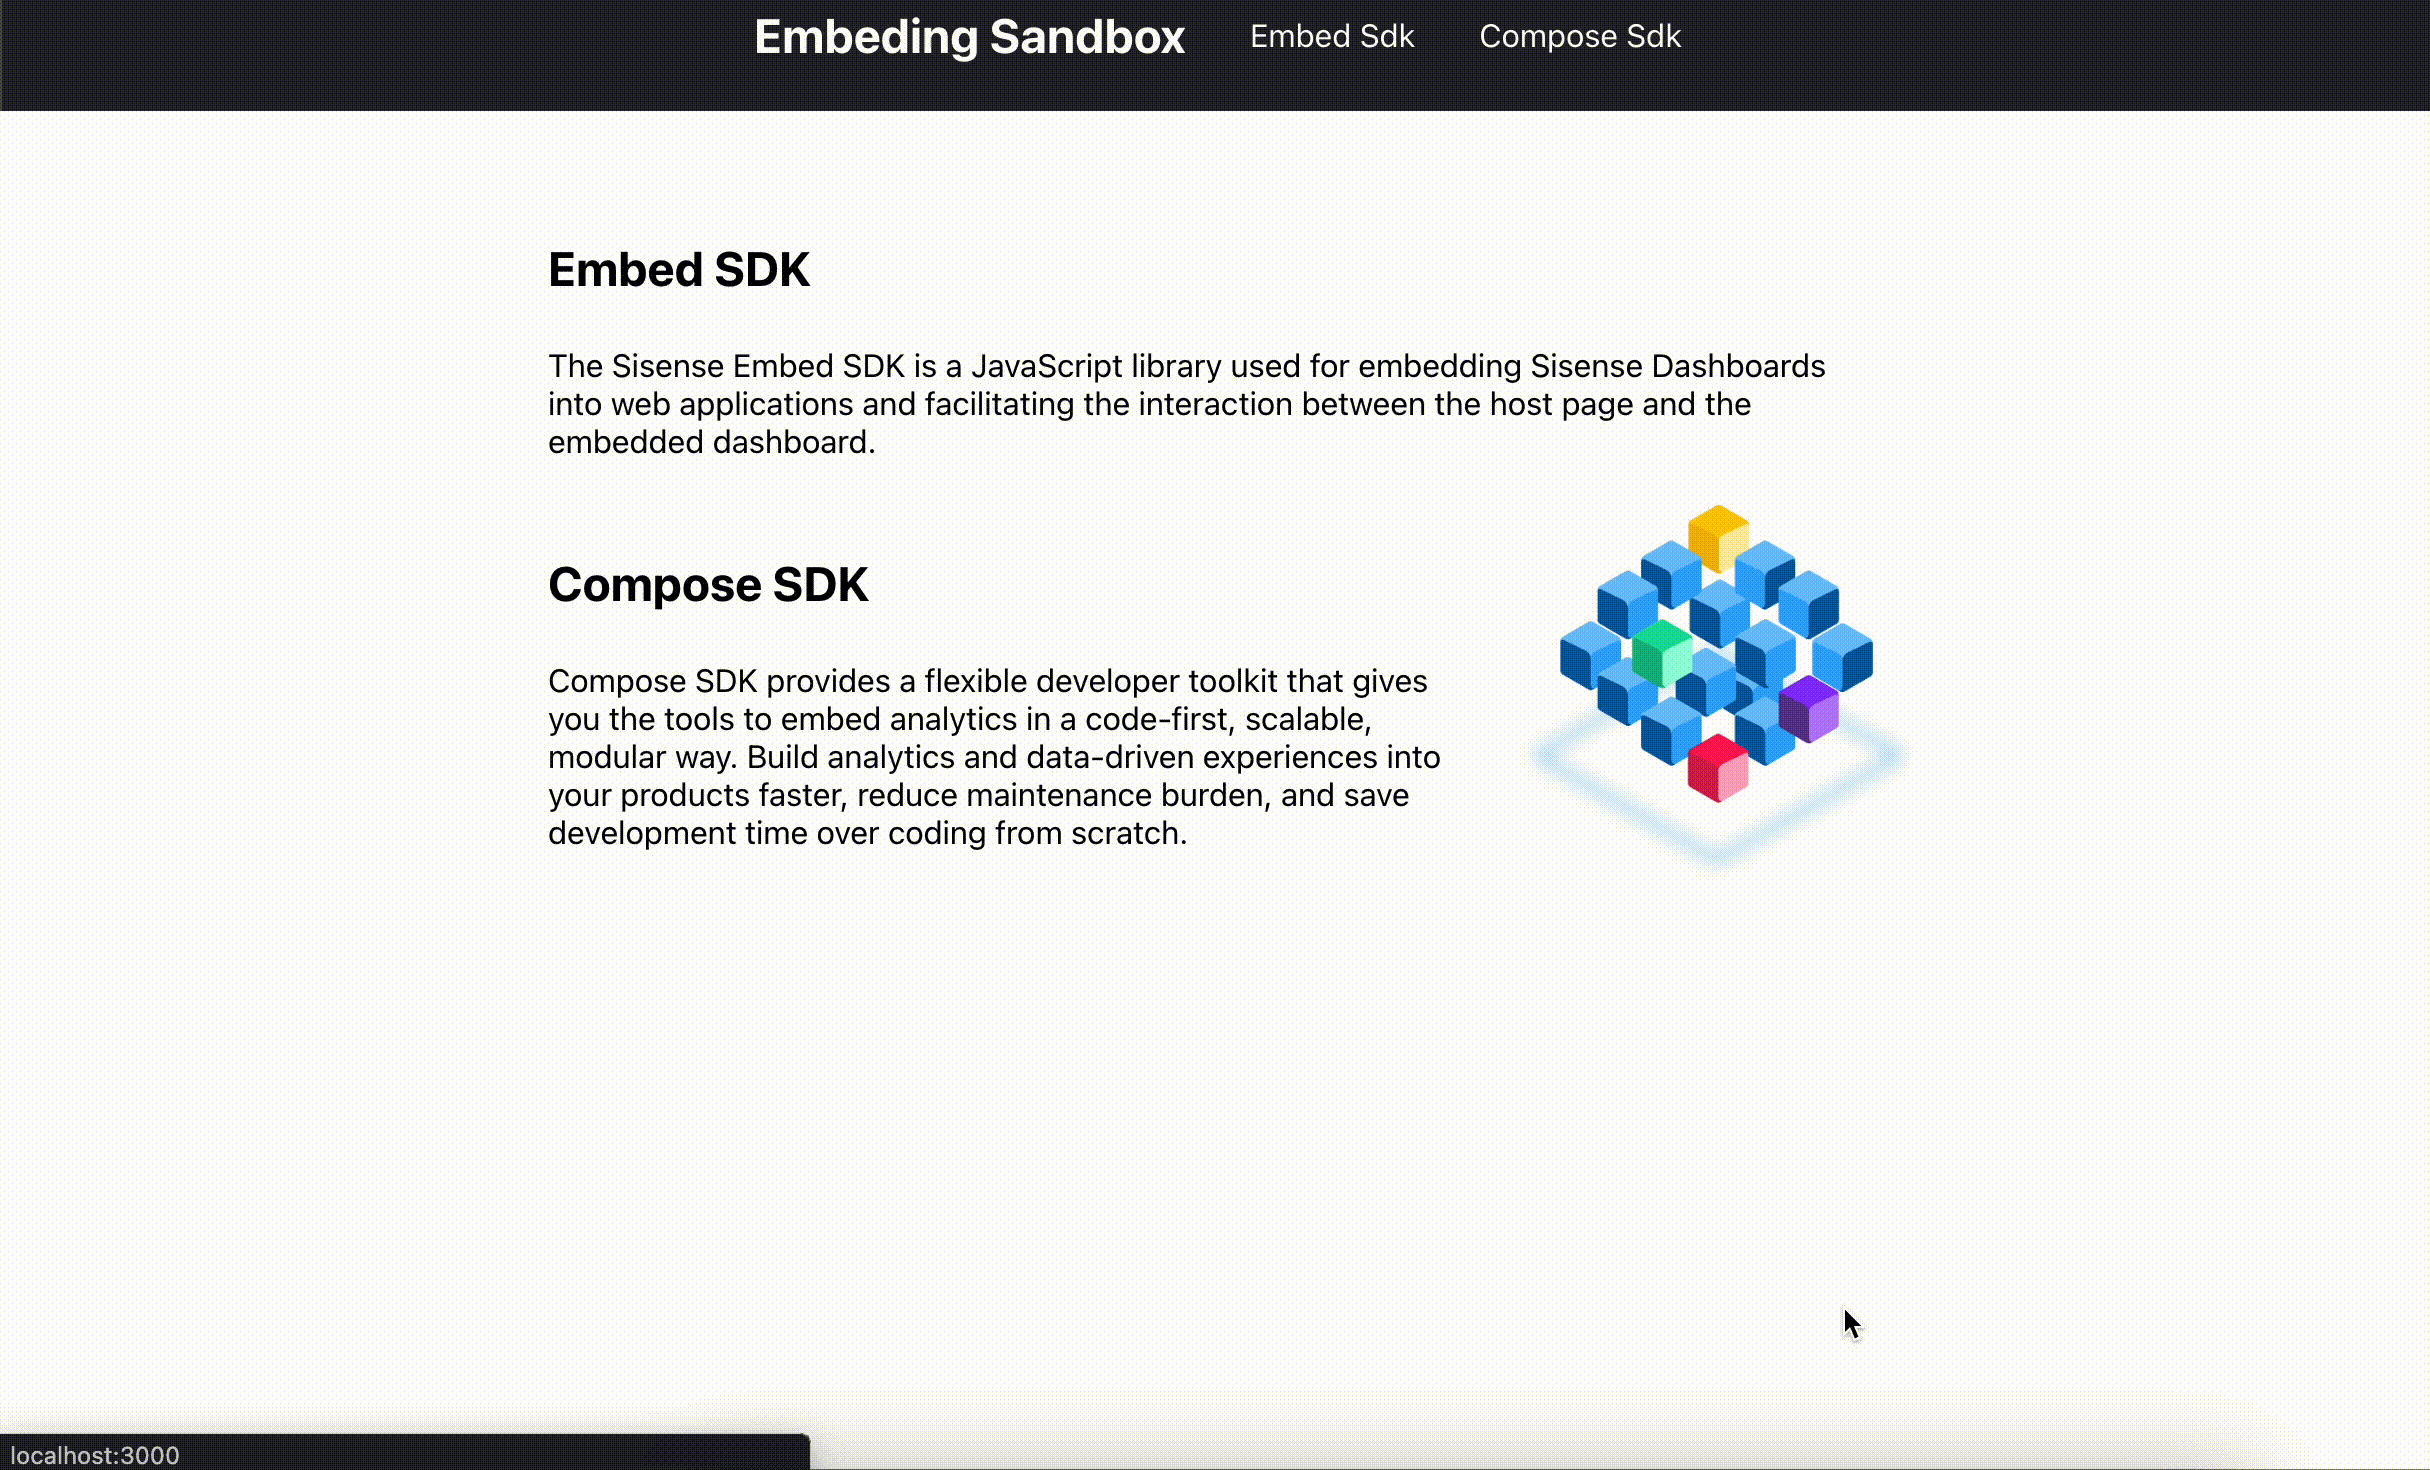 Embeding Sandbox Embed Sdk Compose Sdk
Embed SDK
The Sisense Embed SDK is a JavaScript library used for embedding Sisense Dashboards
into web applications and facilitating the interaction between the host page and the
embedded dashboard.
Compose SDK
Compose SDK provides a flexible developer toolkit that gives
you the tools to embed analytics in a code-first, scalable,
modular way. Build analytics and data-driven experiences into
your products faster, reduce maintenance burden, and save
development time over coding from scratch.
localhost:3000